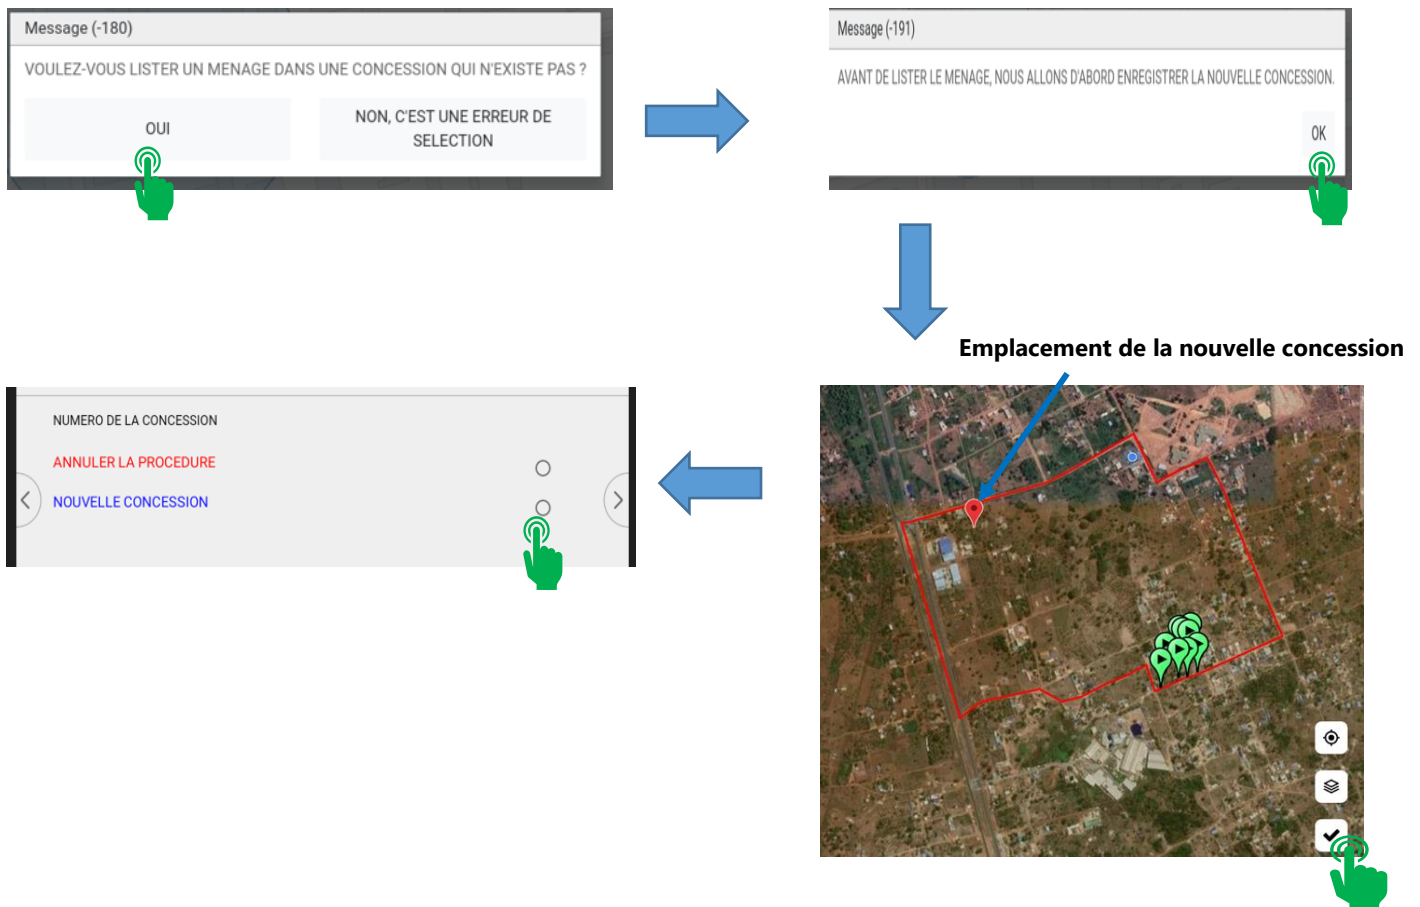 Message (-180)
VOULEZ-VOUS LISTER UN MENAGE DANS UNE CONCESSION QUI N'EXISTE PAS ?
OUI
NON, C'EST UNE ERREUR DE
SELECTION
Message (-191)
AVANT DE LISTER LE MENAGE, NOUS ALLONS D'ABORD ENREGISTRER LA NOUVELLE CONCESSION.
OK
Emplacement de la nouvelle concession
NUMERO DE LA CONCESSION
ANNULER LA PROCEDURE
NOUVELLE CONCESSION